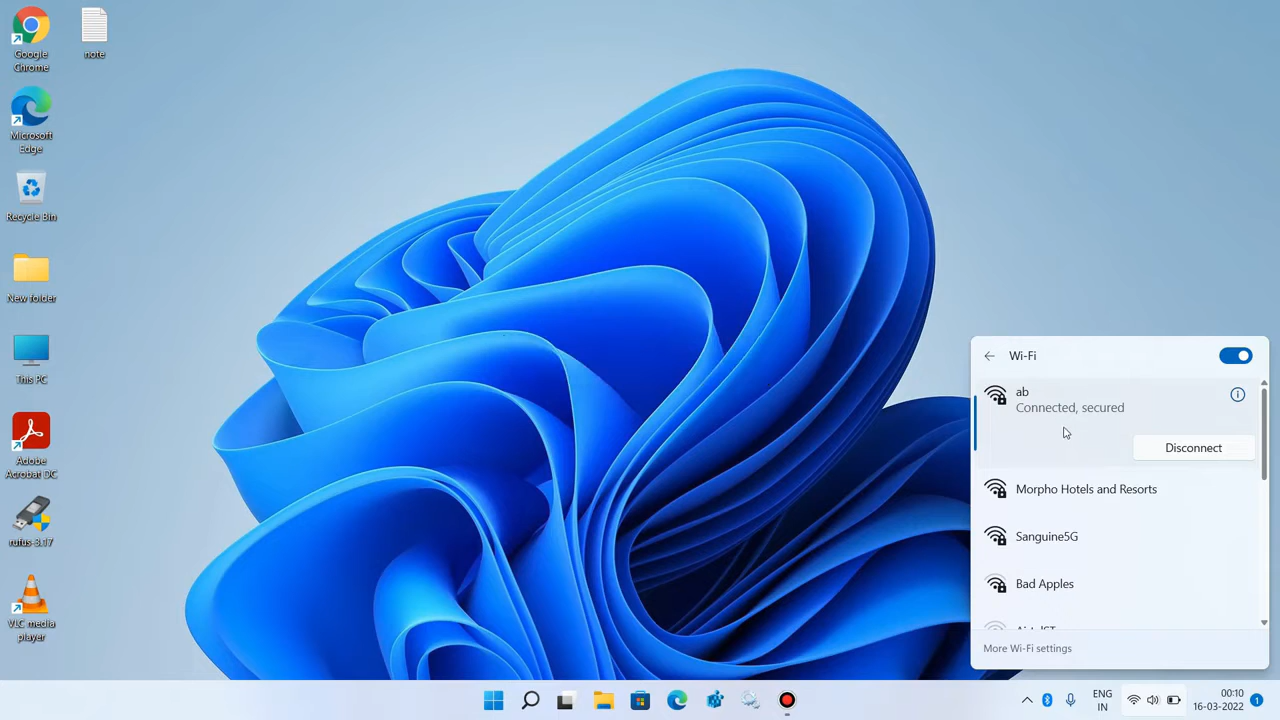 Google
Chrome
note
Microsoft
Edge
Recycle Bin
New folder
This PC
Adobe
Acrobat DC
rufus-3.17
VLC media
player
Wi-Fi
ab
Connected, secured
Disconnect
Morpho Hotels and Resorts
Sanguine5G
Bad Apples
More Wi-Fi settings
ENG
IN
00:10
16-03-2022
1